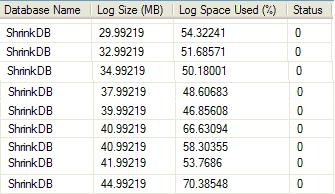 Database Name Log Size (MB) Log Space Used (%) Status
ShrinkDB 29.99219 54.32241 0
ShrinkDB 32.99219 51.68571 0
ShrinkDB 34.99219 50.18001 0
ShrinkDB 37.99219 48.60683 0
ShrinkDB 39.99219 46.85608 0
ShrinkDB 40.99219 66.63094 0
ShrinkDB 40.99219 58.30355 0
ShrinkDB 41.99219 53.7686 0
ShrinkDB 44.99219 70.38548 0